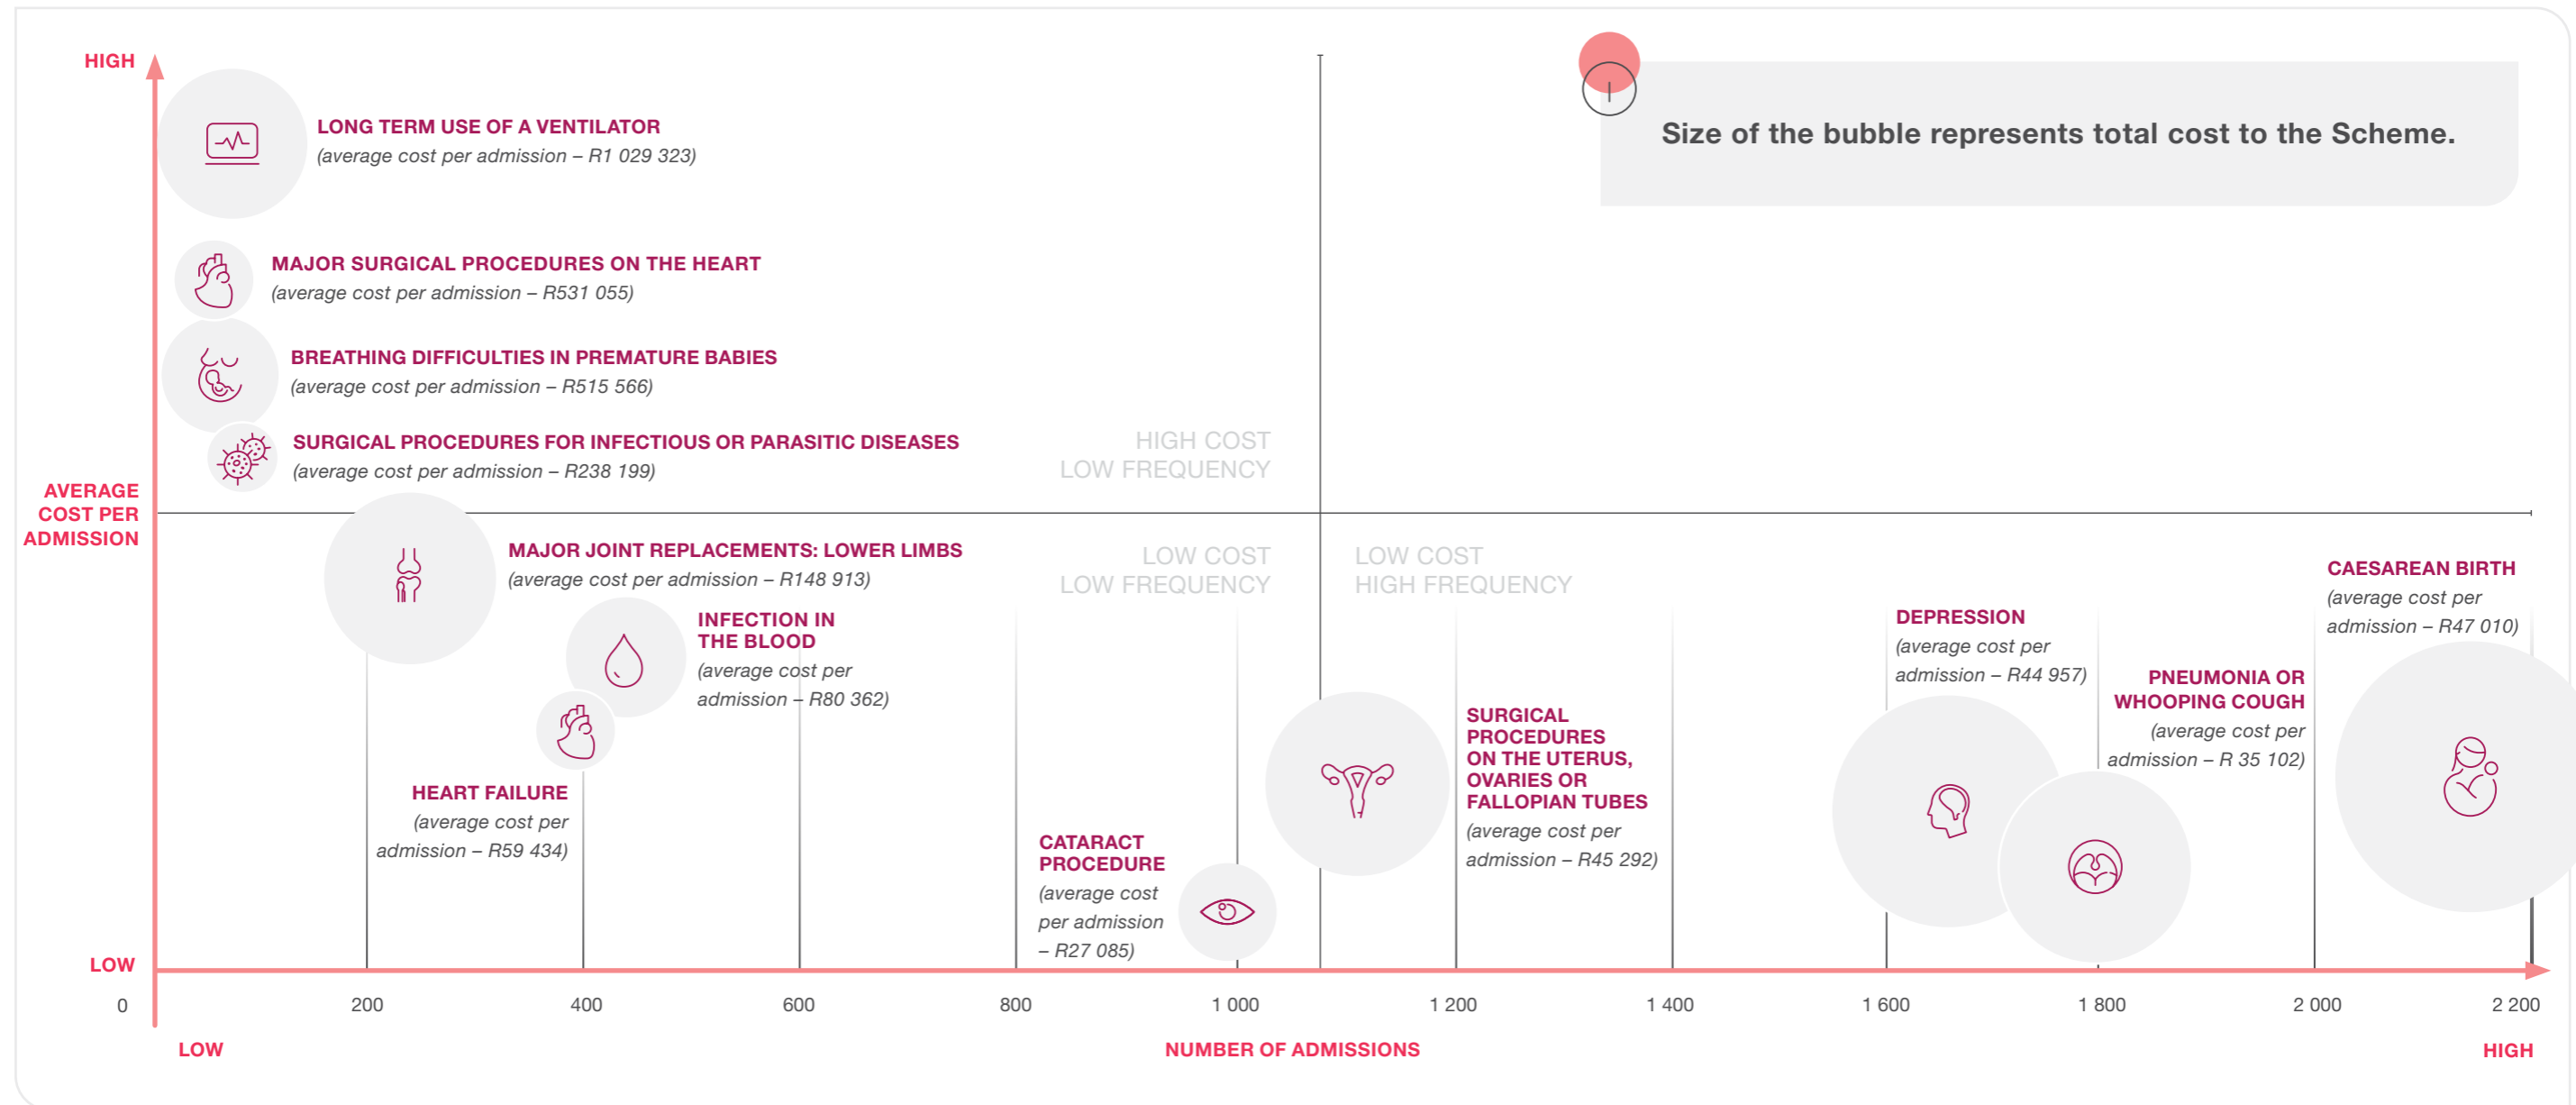 HIGH
Size of the bubble represents total cost to the Scheme.
LONG TERM USE OF A VENTILATOR
(average cost per admission – R1 029 323)
MAJOR SURGICAL PROCEDURES ON THE HEART
(average cost per admission – R531 055)
BREATHING DIFFICULTIES IN PREMATURE BABIES
(average cost per admission – R515 566)
SURGICAL PROCEDURES FOR INFECTIOUS OR PARASITIC DISEASES
(average cost per admission – R238 199)
HIGH COST
LOW FREQUENCY
AVERAGE
COST PER
ADMISSION
MAJOR JOINT REPLACEMENTS: LOWER LIMBS
(average cost per admission – R148 913)
LOW COST
LOW FREQUENCY
LOW COST
HIGH FREQUENCY
INFECTION IN
THE BLOOD
(average cost per
admission – R80 362)
HEART FAILURE
(average cost per
admission – R59 434)
CATARACT
PROCEDURE
(average cost
per admission
– R27 085)
SURGICAL
PROCEDURES
ON THE UTERUS,
OVARIES OR
FALLOPIAN TUBES
(average cost per
admission – R45 292)
DEPRESSION
(average cost per
admission – R44 957)
PNEUMONIA OR
WHOOPING COUGH
(average cost per
admission – R 35 102)
CAESAREAN BIRTH
(average cost per
admission – R47 010)
LOW
0 200 400 600 800 1 000 1 200 1 400 1 600 1 800 2 000 2 200
LOW NUMBER OF ADMISSIONS HIGH